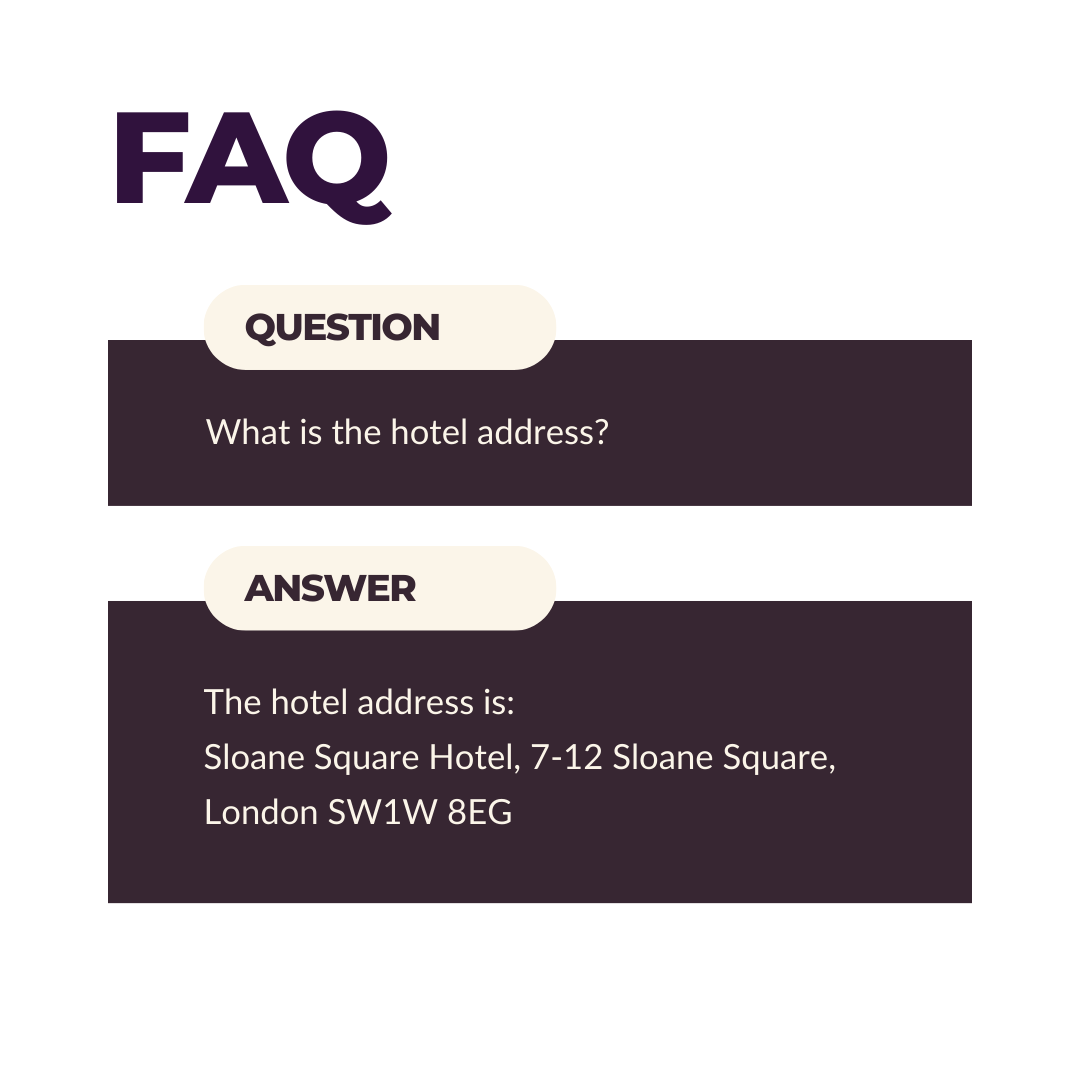 FAQ
QUESTION
What is the hotel address?
ANSWER
The hotel address is:
Sloane Square Hotel, 7-12 Sloane Square,
London SW1W 8EG